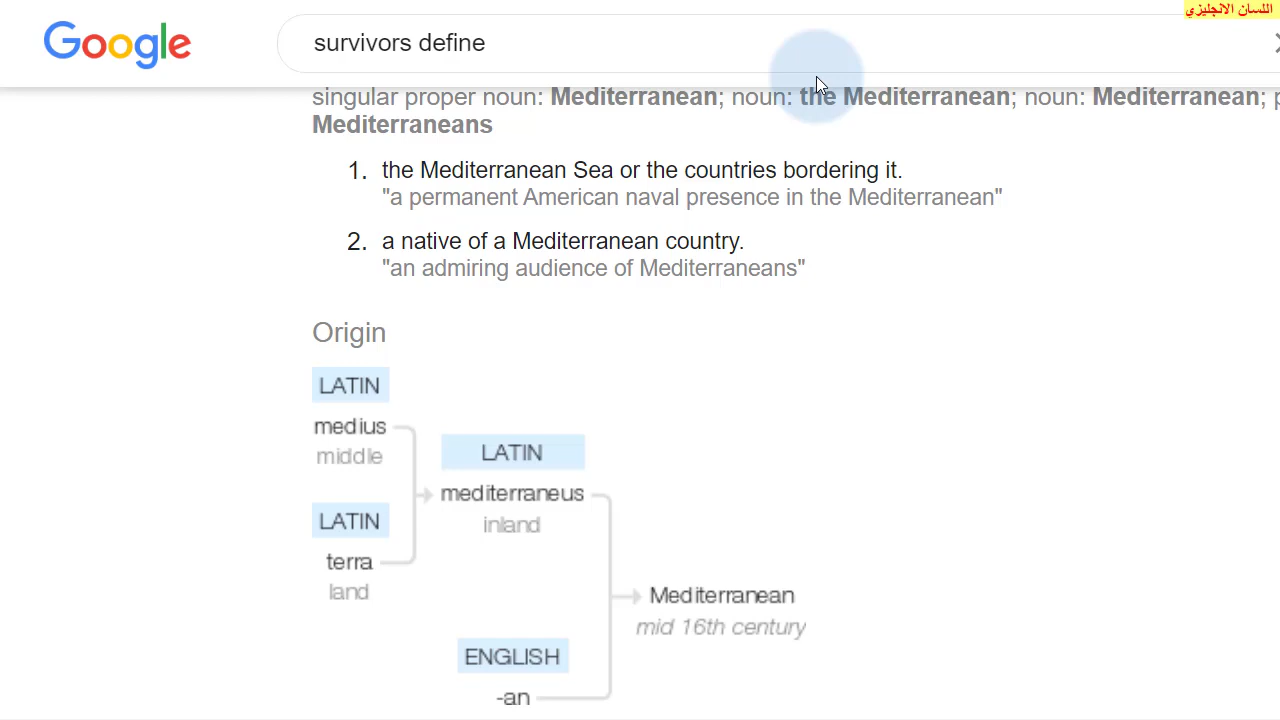 اللسان الانجليزي
Google
survivors define
singular proper noun: Mediterranean; noun: the Mediterranean; noun: Mediterranean;
Mediterraneans
1. the Mediterranean Sea or the countries bordering it.
"a permanent American naval presence in the Mediterranean"
2. a native of a Mediterranean country.
"an admiring audience of Mediterraneans"
Origin
LATIN
medius
middle
LATIN
terra
land
LATIN
mediterraneus
inland
ENGLISH
-an
Mediterranean
mid 16th century